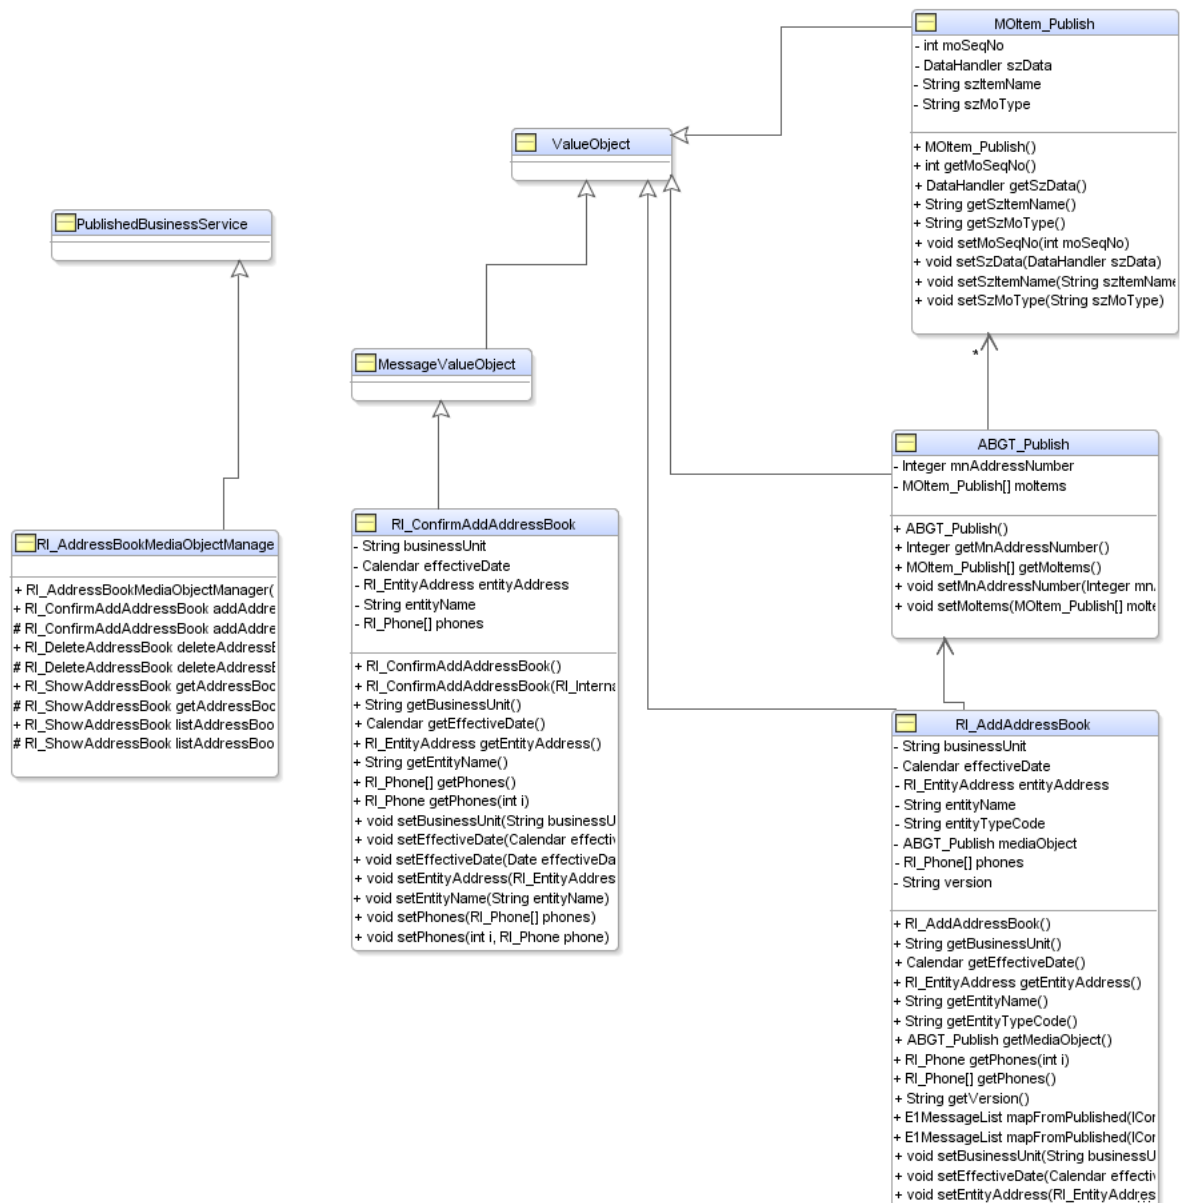 MOItem_Publish
- int moSeqNo
- DataHandler szData
- String szItemName
- String szMoType
+ MOItem_Publish()
+ int getMoSeqNo()
+ DataHandler getSzData()
+ String getSzItemName()
+ String getSzMoType()
+ void setMoSeqNo(int moSeqNo)
+ void setSzData(DataHandler szData)
+ void setSzItemName(String szItemName
+ void setSzMoType(String szMoType)
ValueObject
PublishedBusinessService
MessageValueObject
*
ABGT_Publish
- Integer mnAddressNumber
- MOItem_Publish[] moItems
+ ABGT_Publish()
+ Integer getMnAddressNumber()
+ MOItem_Publish[] getMoItems()
+ void setMnAddressNumber(Integer mn
+ void setMoItems(MOItem_Publish[] moIte
RI_AddressBookMediaObjectManage
+ RI_AddressBookMediaObjectManager(
+ RI_ConfirmAddAddressBook addAddre
# RI_ConfirmAddAddressBook addAddre
+ RI_DeleteAddressBook deleteAddressE
# RI_DeleteAddressBook deleteAddressE
+ RI_ShowAddressBook getAddressBoc
# RI_ShowAddressBook getAddressBoc
+ RI_ShowAddressBook listAddressBoo
# RI_ShowAddressBook listAddressBoo
RI_ConfirmAddAddressBook
- String businessUnit
- Calendar effectiveDate
- RI_EntityAddress entityAddress
- String entityName
- RI_Phone[] phones
+ RI_ConfirmAddAddressBook()
+ RI_ConfirmAddAddressBook(RI_Interna
+ String getBusinessUnit()
+ Calendar getEffectiveDate()
+ RI_EntityAddress getEntityAddress()
+ String getEntityName()
+ RI_Phone[] getPhones()
+ RI_Phone getPhones(int i)
+ void setBusinessUnit(String businessU
+ void setEffectiveDate(Calendar effectiv
+ void setEffectiveDate(Date effectiveDa
+ void setEntityAddress(RI_EntityAddres
+ void setEntityName(String entityName)
+ void setPhones(RI_Phone[] phones)
+ void setPhones(int i, RI_Phone phone)
RI_AddAddressBook
- String businessUnit
- Calendar effectiveDate
- RI_EntityAddress entityAddress
- String entityName
- String entityTypeCode
- ABGT_Publish mediaObject
- RI_Phone[] phones
- String version
+ RI_AddAddressBook()
+ String getBusinessUnit()
+ Calendar getEffectiveDate()
+ RI_EntityAddress getEntityAddress()
+ String getEntityName()
+ String getEntityTypeCode()
+ ABGT_Publish getMediaObject()
+ RI_Phone getPhones(int i)
+ RI_Phone[] getPhones()
+ String getVersion()
+ E1MessageList mapFromPublished(ICor
+ E1MessageList mapFromPublished(ICor
+ void setBusinessUnit(String businessU
+ void setEffectiveDate(Calendar effectiv
+ void setEntityAddress(RI_EntityAddres